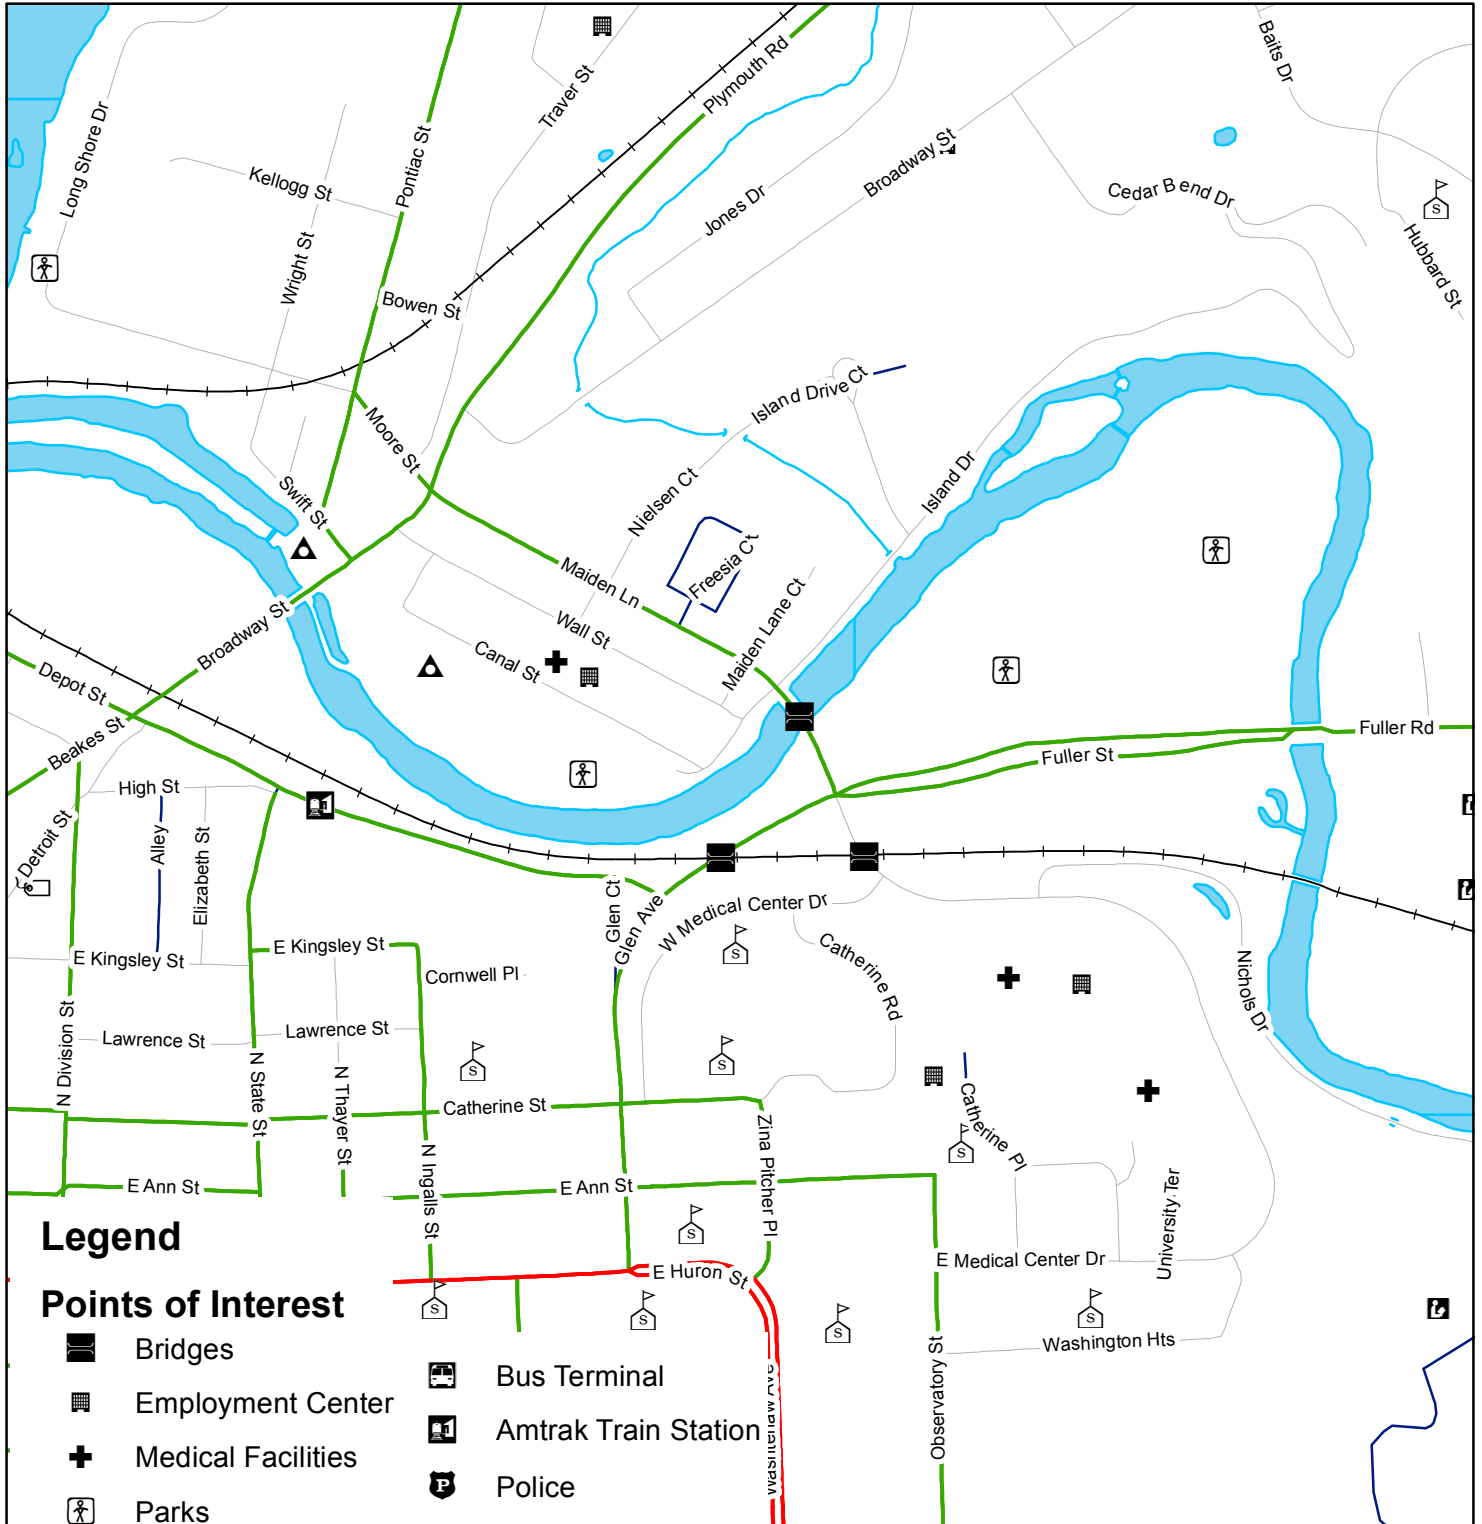 Baits Dr
Plymouth Rd
Traver St
Long Shore Dr
Pontiac St
Kellogg St
Broadway St
Jones Dr
Cedar Bend Dr
S
Hubbard St
Wright St
Bowen St
Island Drive Ct
Moore St
Island Dr
Nielsen Ct
Swift St
Freesia Ct
Maiden Ln
Maiden Lane Ct
Wall St
Broadway St
Canal St
Depot St
Beakes St
Fuller Rd
Fuller St
High St
Detroit St
Alley
Elizabeth St
Glen Ct
Glen Ave
W Medical Center Dr
S
E Kingsley St
E Kingsley St
Cornwell Pl
Catherine Rd
Nichols Dr
N Division St
Lawrence St
Lawrence St
S
S
N State St
N Thayer St
Catherine St
Zina Pitcher Pl
Catherine Pl
S
N Ingalls St
E Ann St
E Ann St
University Ter
S
Legend
E Medical Center Dr
E Huron St
Points of Interest
S
S
S
S
Washington Hts
Observatory St
Washtenaw Ave
Bridges
Bus Terminal
Employment Center
Amtrak Train Station
Medical Facilities
P
Police
Parks